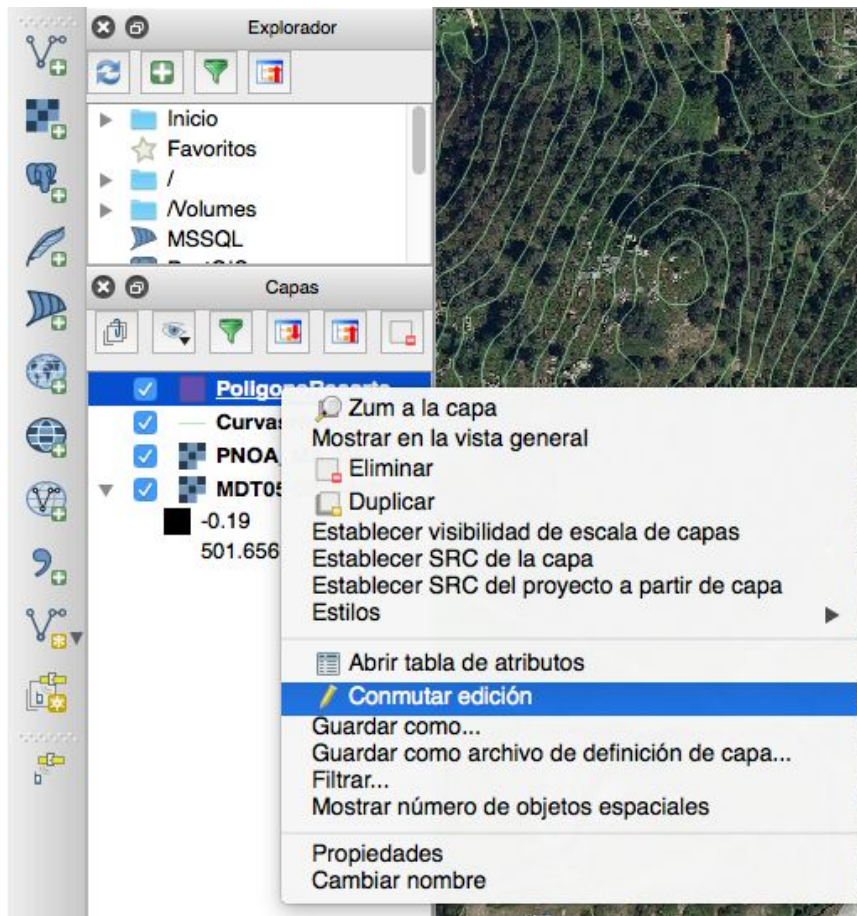 Explorador
Inicio
Favoritos
/
/Volumes
MSSQL
Capas
Curvas
PNOA
MDT05
-0.19
501.656
Zum a la capa
Mostrar en la vista general
Eliminar
Duplicar
Establecer visibilidad de escala de capas
Establecer SRC de la capa
Establecer SRC del proyecto a partir de capa
Estilos
Abrir tabla de atributos
Conmutar edición
Guardar como...
Guardar como archivo de definición de capa...
Filtrar...
Mostrar número de objetos espaciales
Propiedades
Cambiar nombre